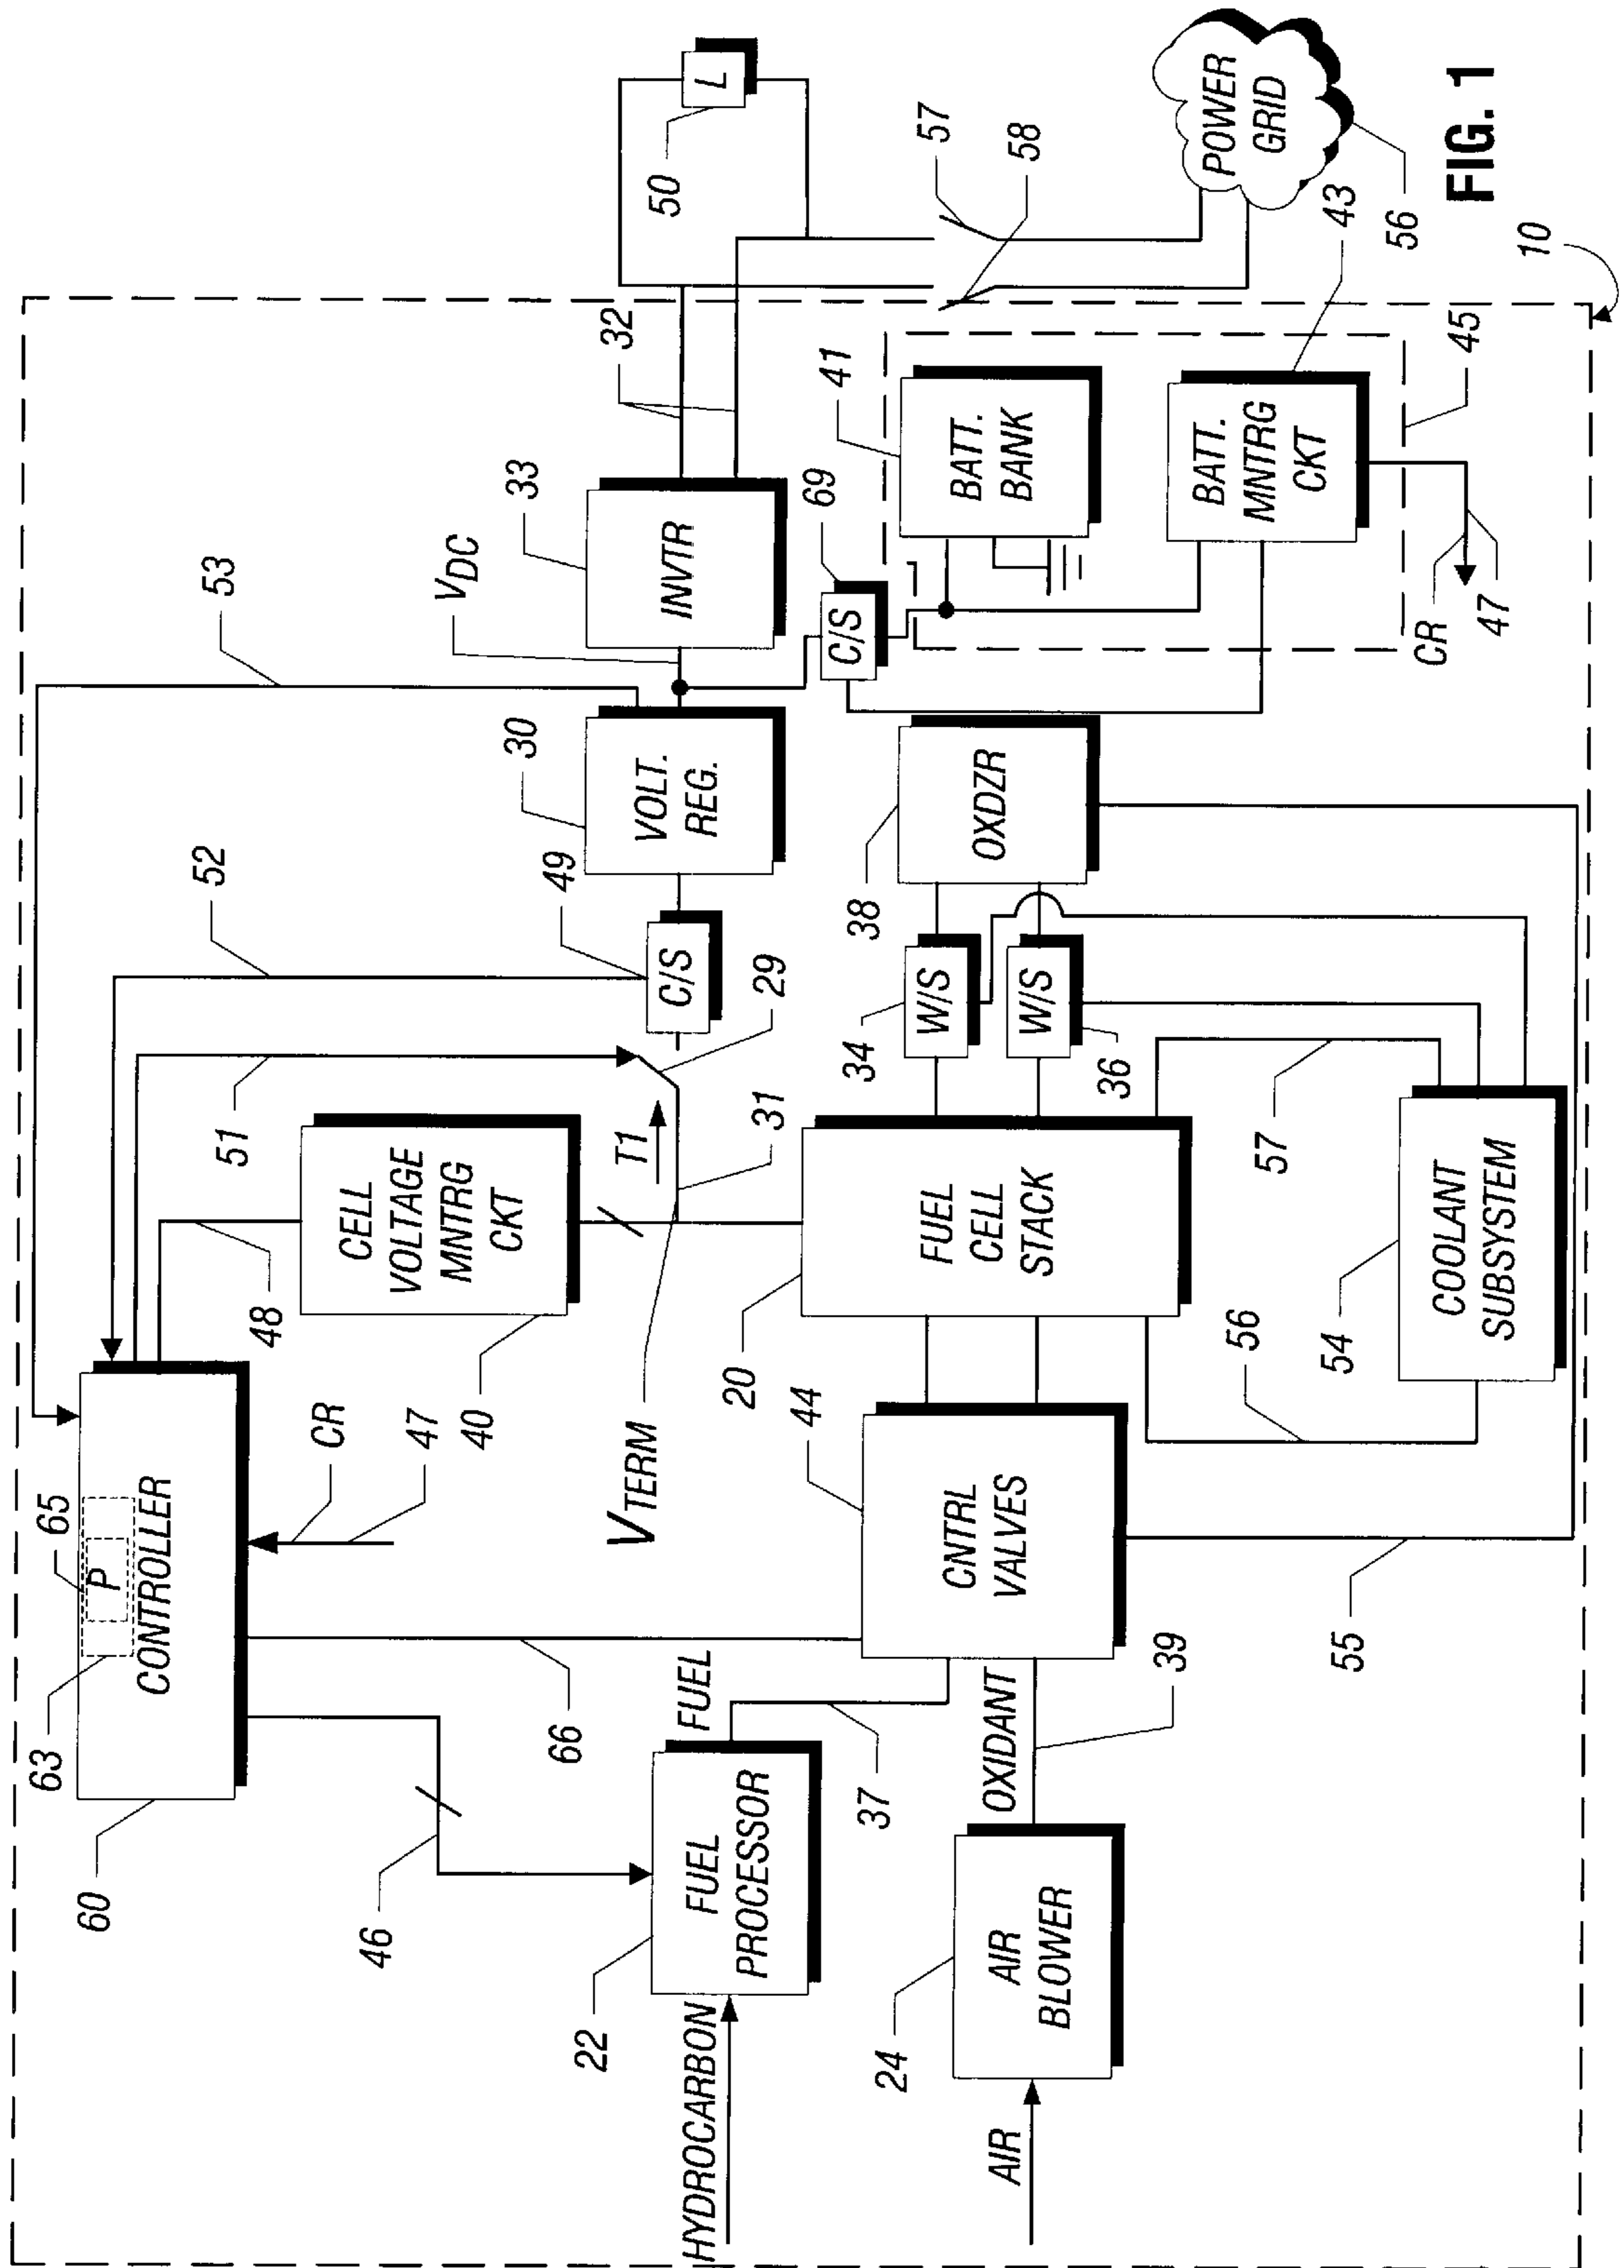 FIG. 1
10
53
52
51
48
65
P
63
CONTROLLER
60
CR
47
46
66
CELL
VOLTAGE
MNTRG
CKT
40
VTERM
T1
31
29
49
C/S
30
VOLT.
REG.
VDC
33
INVTR
32
50
L
57
58
POWER
GRID
56
69
C/S
41
BATT.
BANK
BATT.
MNTRG
CKT
43
45
CR
47
HYDROCARBON
22
FUEL
PROCESSOR
FUEL
37
AIR
24
AIR
BLOWER
OXIDANT
39
44
CNTRL
VALVES
20
FUEL
CELL
STACK
34
W/S
W/S
36
38
OXDZR
55
56
57
54
COOLANT
SUBSYSTEM